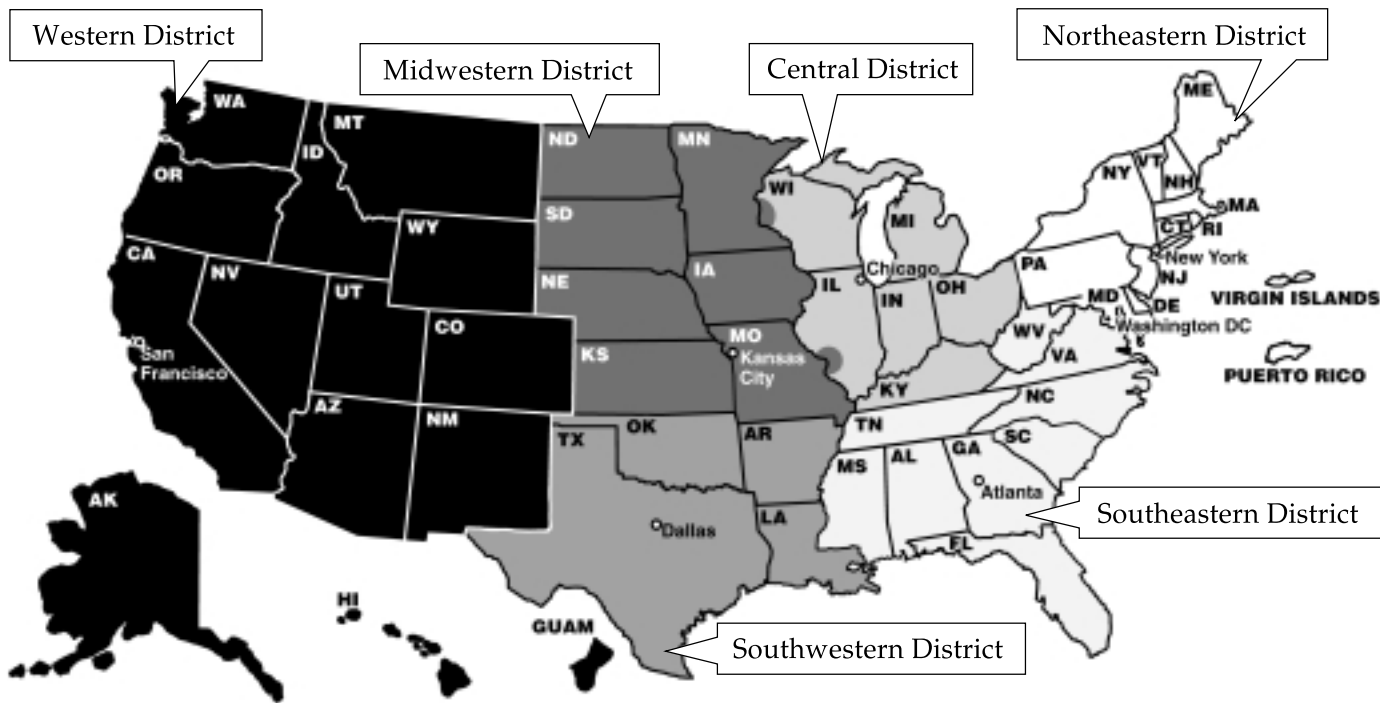 Western District
Midwestern District
Central District
Northeastern District
WA
MT
ND
MN
ME
ID
OR
WI
NY
VT
NH
MA
SD
WY
MI
CT
RI
CA
NV
IA
Chicago
PA
New York
NE
UT
IL
IN
OH
NJ
MD
DE
VIRGIN ISLANDS
CO
MO
WV
Washington DC
San
Francisco
KS
Kansas
City
VA
PUERTO RICO
KY
NC
AZ
NM
TX
OK
AR
TN
SC
MS
AL
GA
AK
Atlanta
Dallas
LA
Southeastern District
FL
HI
GUAM
Southwestern District